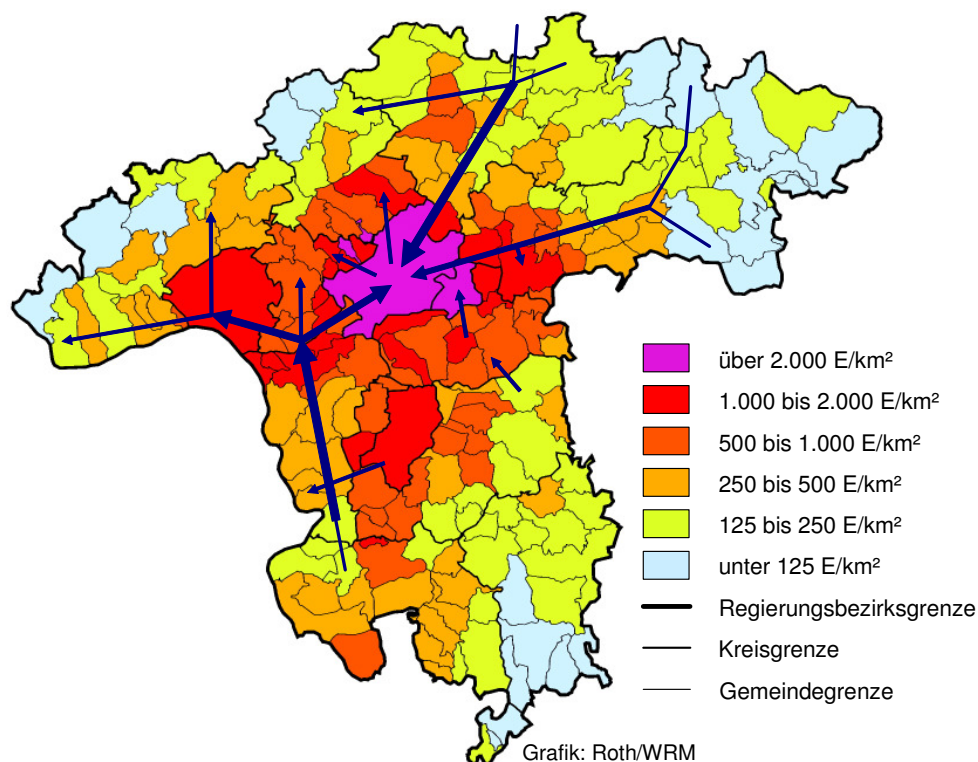 über 2.000 E/km²
1.000 bis 2.000 E/km²
500 bis 1.000 E/km²
250 bis 500 E/km²
125 bis 250 E/km²
unter 125 E/km²
Regierungsbezirksgrenze
Kreisgrenze
Gemeindegrenze
Grafik: Roth/WRM